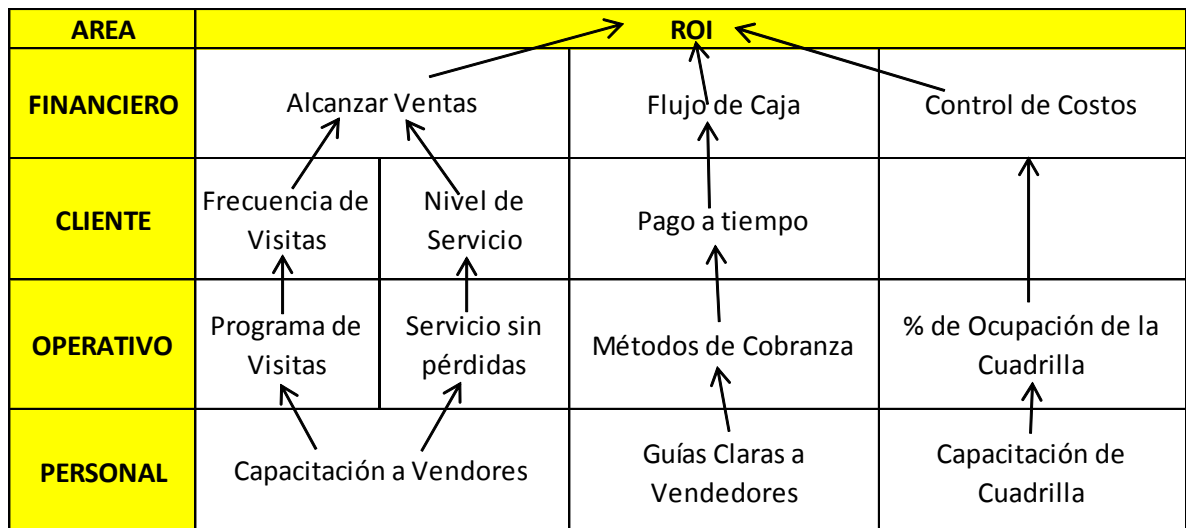 AREA
ROI
FINANCIERO
Alcanzar Ventas
Flujo de Caja
Control de Costos
CLIENTE
Frecuencia de
Visitas
Nivel de
Servicio
Pago a tiempo
OPERATIVO
Programa de
Visitas
Servicio sin
pérdidas
Métodos de Cobranza
% de Ocupación de la
Cuadrilla
PERSONAL
Capacitación a Vendores
Guías Claras a
Vendedores
Capacitación de
Cuadrilla